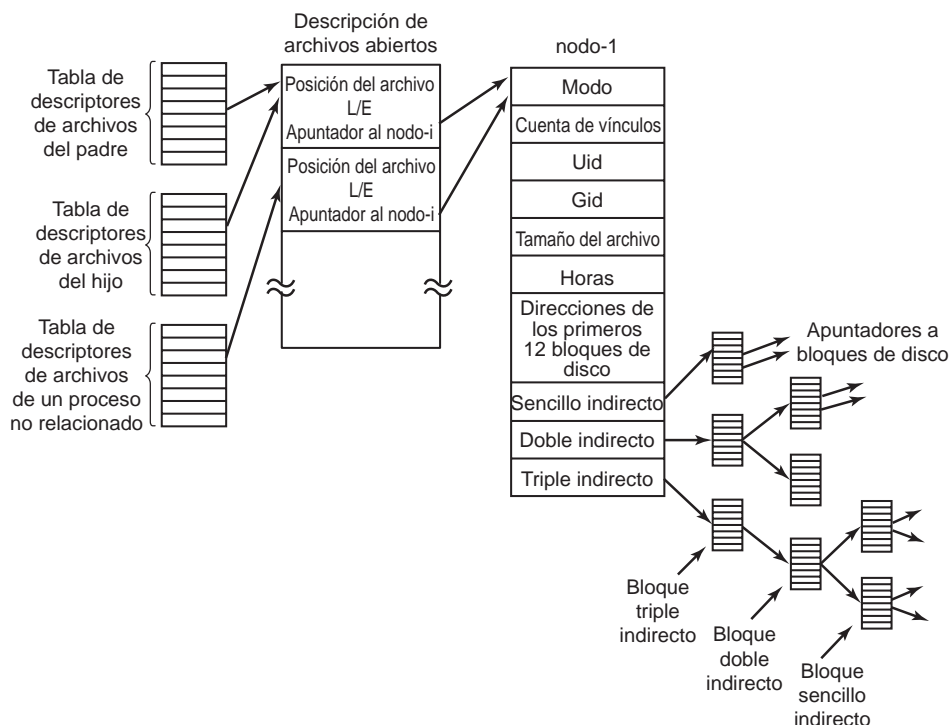 Descripción de
archivos abiertos
nodo-1
Tabla de
descriptores
de archivos
del padre
Posición del archivo
L/E
Apuntador al nodo-i
Posición del archivo
L/E
Apuntador al nodo-i
Tabla de
descriptores
de archivos
del hijo
Tabla de
descriptores
de archivos
de un proceso
no relacionado
Modo
Cuenta de vínculos
Uid
Gid
Tamaño del archivo
Horas
Direcciones de
los primeros
12 bloques de
disco
Sencillo indirecto
Doble indirecto
Triple indirecto
Apuntadores a
bloques de disco
Bloque
triple
indirecto
Bloque
doble
indirecto
Bloque
sencillo
indirecto